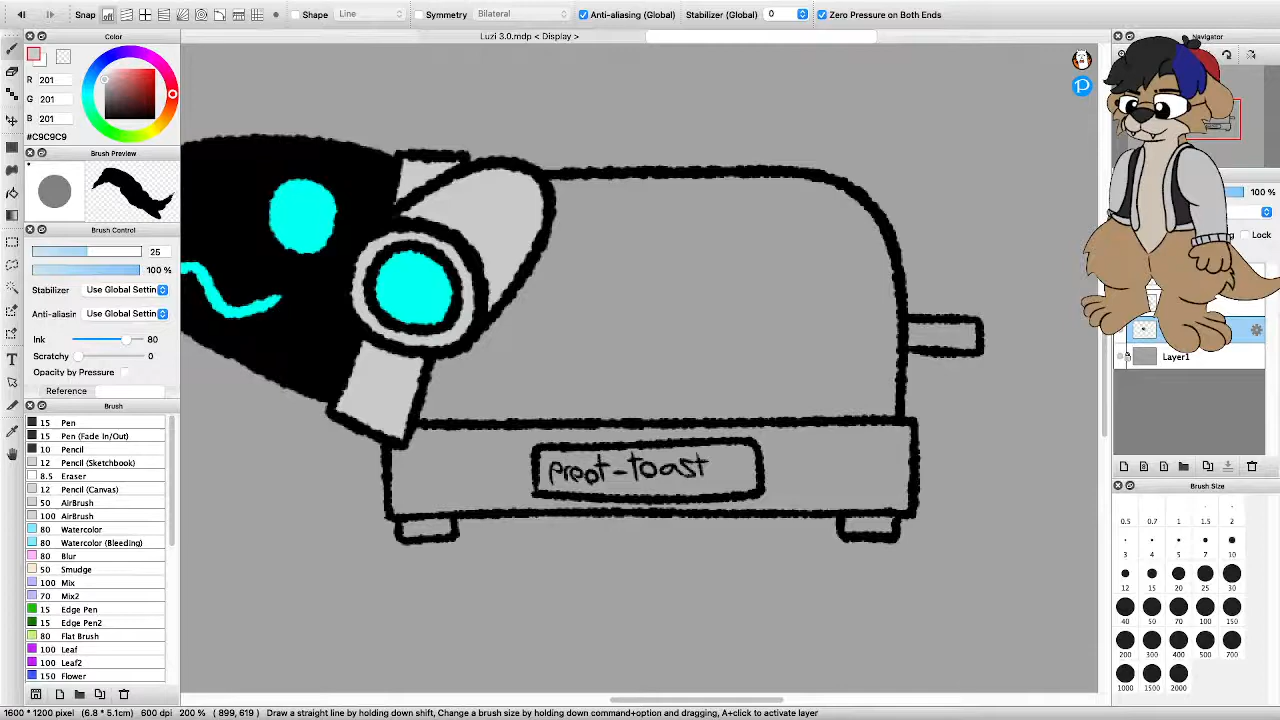 Snap Shape Line Symmetry Bilateral Anti-aliasing (Global) Stabilizer (Global) 0 Zero Pressure on Both Ends
Color
R 201
G 201
B 201
#C9C9C9
Brush Preview
Brush Control
25
100 %
Stabilizer Use Global Settin
Anti-aliasin Use Global Settin
Ink 80
Scratchy 0
Opacity by Pressure
Reference
Brush
15 Pen
15 Pen (Fade In/Out)
10 Pencil
12 Pencil (Sketchbook)
8.5 Eraser
12 Pencil (Canvas)
50 AirBrush
100 AirBrush
80 Watercolor
80 Watercolor (Bleeding)
80 Blur
50 Smudge
100 Mix
70 Mix2
15 Edge Pen
15 Edge Pen2
80 Flat Brush
100 Leaf
100 Leaf2
150 Flower
Luzi 3.0.mdp < Display >
proot-toast
Navigator
100 %
Lock
Layer1
Brush Size
0.5 0.7 1 1.5 2
3 4 5 7 10
12 15 20 25 30
40 50 70 100 150
200 300 400 500 700
1000 1500 2000
1600 * 1200 pixel (6.8 * 5.1cm) 600 dpi 200 % ( 899, 619 ) Draw a straight line by holding down shift, Change a brush size by holding down command+option and dragging, A+click to activate layer